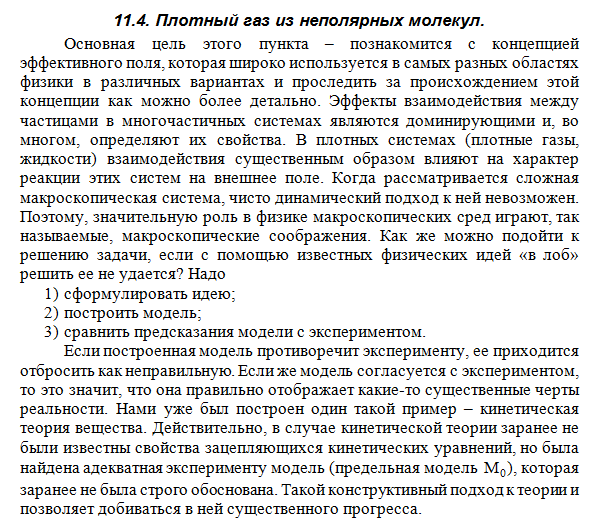 11.4. Плотный газ из неполярных молекул.
Основная цель этого пункта – познакомится с концепцией
эффективного поля, которая широко используется в самых разных областях
физики в различных вариантах и проследить за происхождением этой
концепции как можно более детально. Эффекты взаимодействия между
частицами в многочастичных системах являются доминирующими и, во
многом, определяют их свойства. В плотных системах (плотные газы,
жидкости) взаимодействия существенным образом влияют на характер
реакции этих систем на внешнее поле. Когда рассматривается сложная
макроскопическая система, чисто динамический подход к ней невозможен.
Поэтому, значительную роль в физике макроскопических сред играют, так
называемые, макроскопические соображения. Как же можно подойти к
решению задачи, если с помощью известных физических идей «в лоб»
решить ее не удается? Надо
1) сформулировать идею;
2) построить модель;
3) сравнить предсказания модели с экспериментом.
Если построенная модель противоречит эксперименту, ее приходится
отбросить как неправильную. Если же модель согласуется с экспериментом,
то это значит, что она правильно отображает какие-то существенные черты
реальности. Нами уже был построен один такой пример – кинетическая
теория вещества. Действительно, в случае кинетической теории заранее не
были известны свойства зацепляющихся кинетических уравнений, но была
найдена адекватная эксперименту модель (предельная модель M₀), которая
заранее не была строго обоснована. Такой конструктивный подход к теории и
позволяет добиваться в ней существенного прогресса.